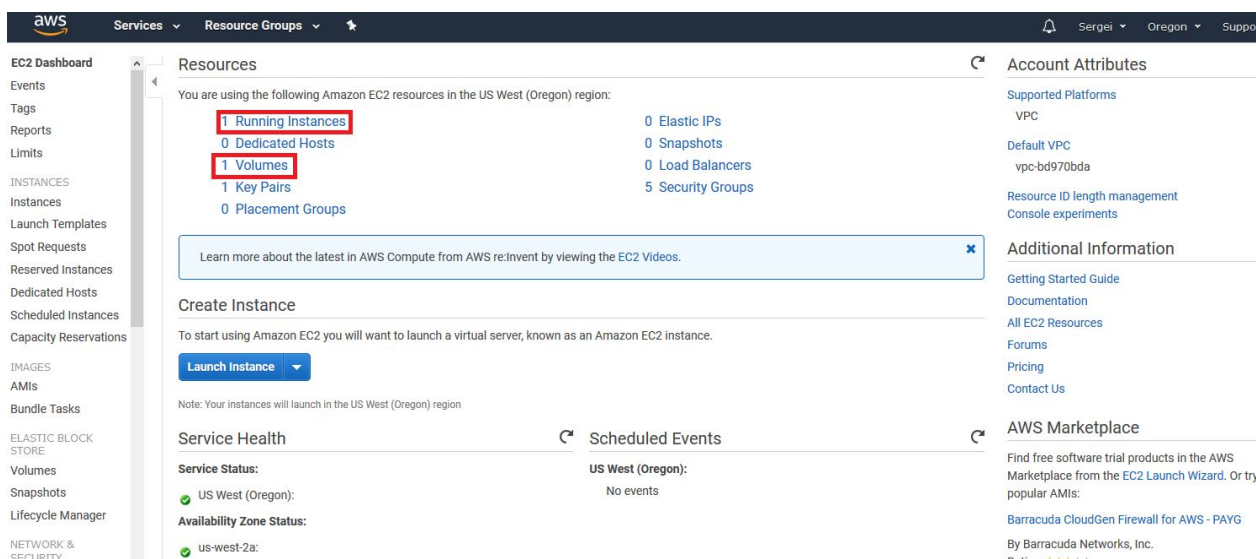 aws Services Resource Groups Sergei Oregon Suppo
EC2 Dashboard
Events
Tags
Reports
Limits
INSTANCES
Instances
Launch Templates
Spot Requests
Reserved Instances
Dedicated Hosts
Scheduled Instances
Capacity Reservations
IMAGES
AMIs
Bundle Tasks
ELASTIC BLOCK
STORE
Volumes
Snapshots
Lifecycle Manager
NETWORK &
SECURITY
Resources
You are using the following Amazon EC2 resources in the US West (Oregon) region:
1 Running Instances
0 Dedicated Hosts
1 Volumes
1 Key Pairs
0 Placement Groups
0 Elastic IPs
0 Snapshots
0 Load Balancers
5 Security Groups
Learn more about the latest in AWS Compute from AWS re:Invent by viewing the EC2 Videos.
Create Instance
To start using Amazon EC2 you will want to launch a virtual server, known as an Amazon EC2 instance.
Launch Instance
Note: Your instances will launch in the US West (Oregon) region
Service Health
Service Status:
US West (Oregon):
Availability Zone Status:
us-west-2a:
Scheduled Events
US West (Oregon):
No events
Account Attributes
Supported Platforms
VPC
Default VPC
vpc-bd970bda
Resource ID length management
Console experiments
Additional Information
Getting Started Guide
Documentation
All EC2 Resources
Forums
Pricing
Contact Us
AWS Marketplace
Find free software trial products in the AWS
Marketplace from the EC2 Launch Wizard. Or try
popular AMIs:
Barracuda CloudGen Firewall for AWS - PAYG
By Barracuda Networks, Inc.